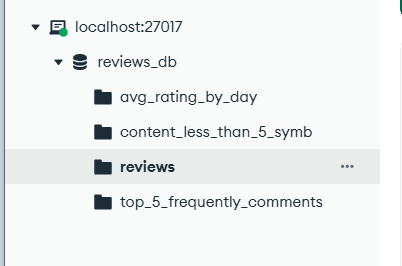 localhost:27017
reviews_db
avg_rating_by_day
content_less_than_5_symb
reviews
top_5_frequently_comments